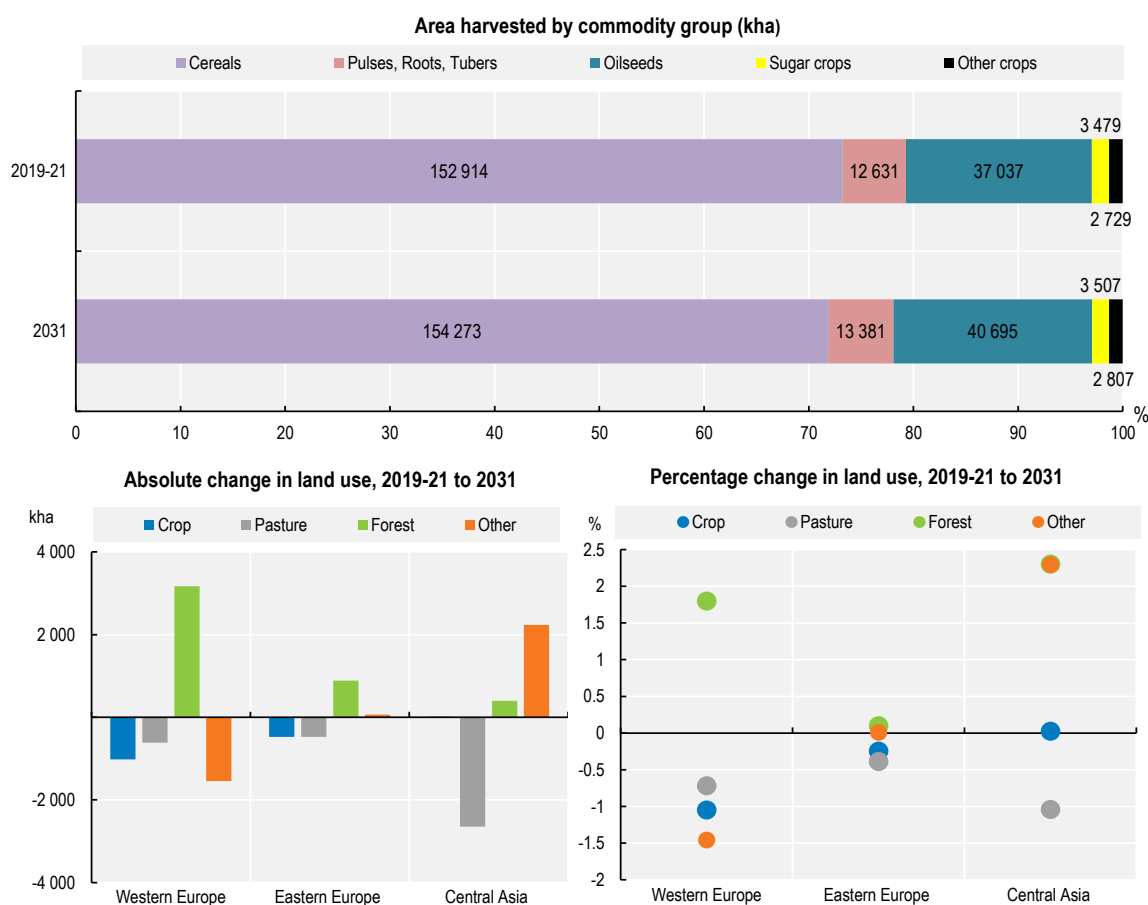 Area harvested by commodity group (kha)
Cereals Pulses, Roots, Tubers Oilseeds Sugar crops Other crops
3 479
2019-21 152 914 12 631 37 037
2 729
3 507
2031 154 273 13 381 40 695
2 807
%
0 10 20 30 40 50 60 70 80 90 100
Absolute change in land use, 2019-21 to 2031
kha
Crop Pasture Forest Other
4 000
2 000
-2 000
-4 000
Western Europe Eastern Europe Central Asia
Percentage change in land use, 2019-21 to 2031
%
Crop Pasture Forest Other
2.5
2
1.5
1
0.5
0
-0.5
-1
-1.5
-2
Western Europe Eastern Europe Central Asia